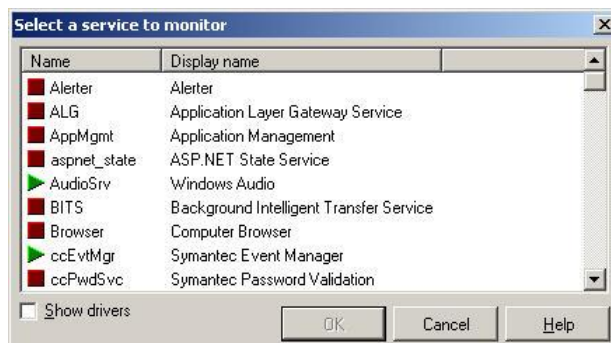 Select a service to monitor
Name Display name
Alerter Alerter
ALG Application Layer Gateway Service
AppMgmt Application Management
aspnet_state ASP.NET State Service
AudioSrv Windows Audio
BITS Background Intelligent Transfer Service
Browser Computer Browser
ccEvtMgr Symantec Event Manager
ccPwdSvc Symantec Password Validation
Show drivers
OK Cancel Help